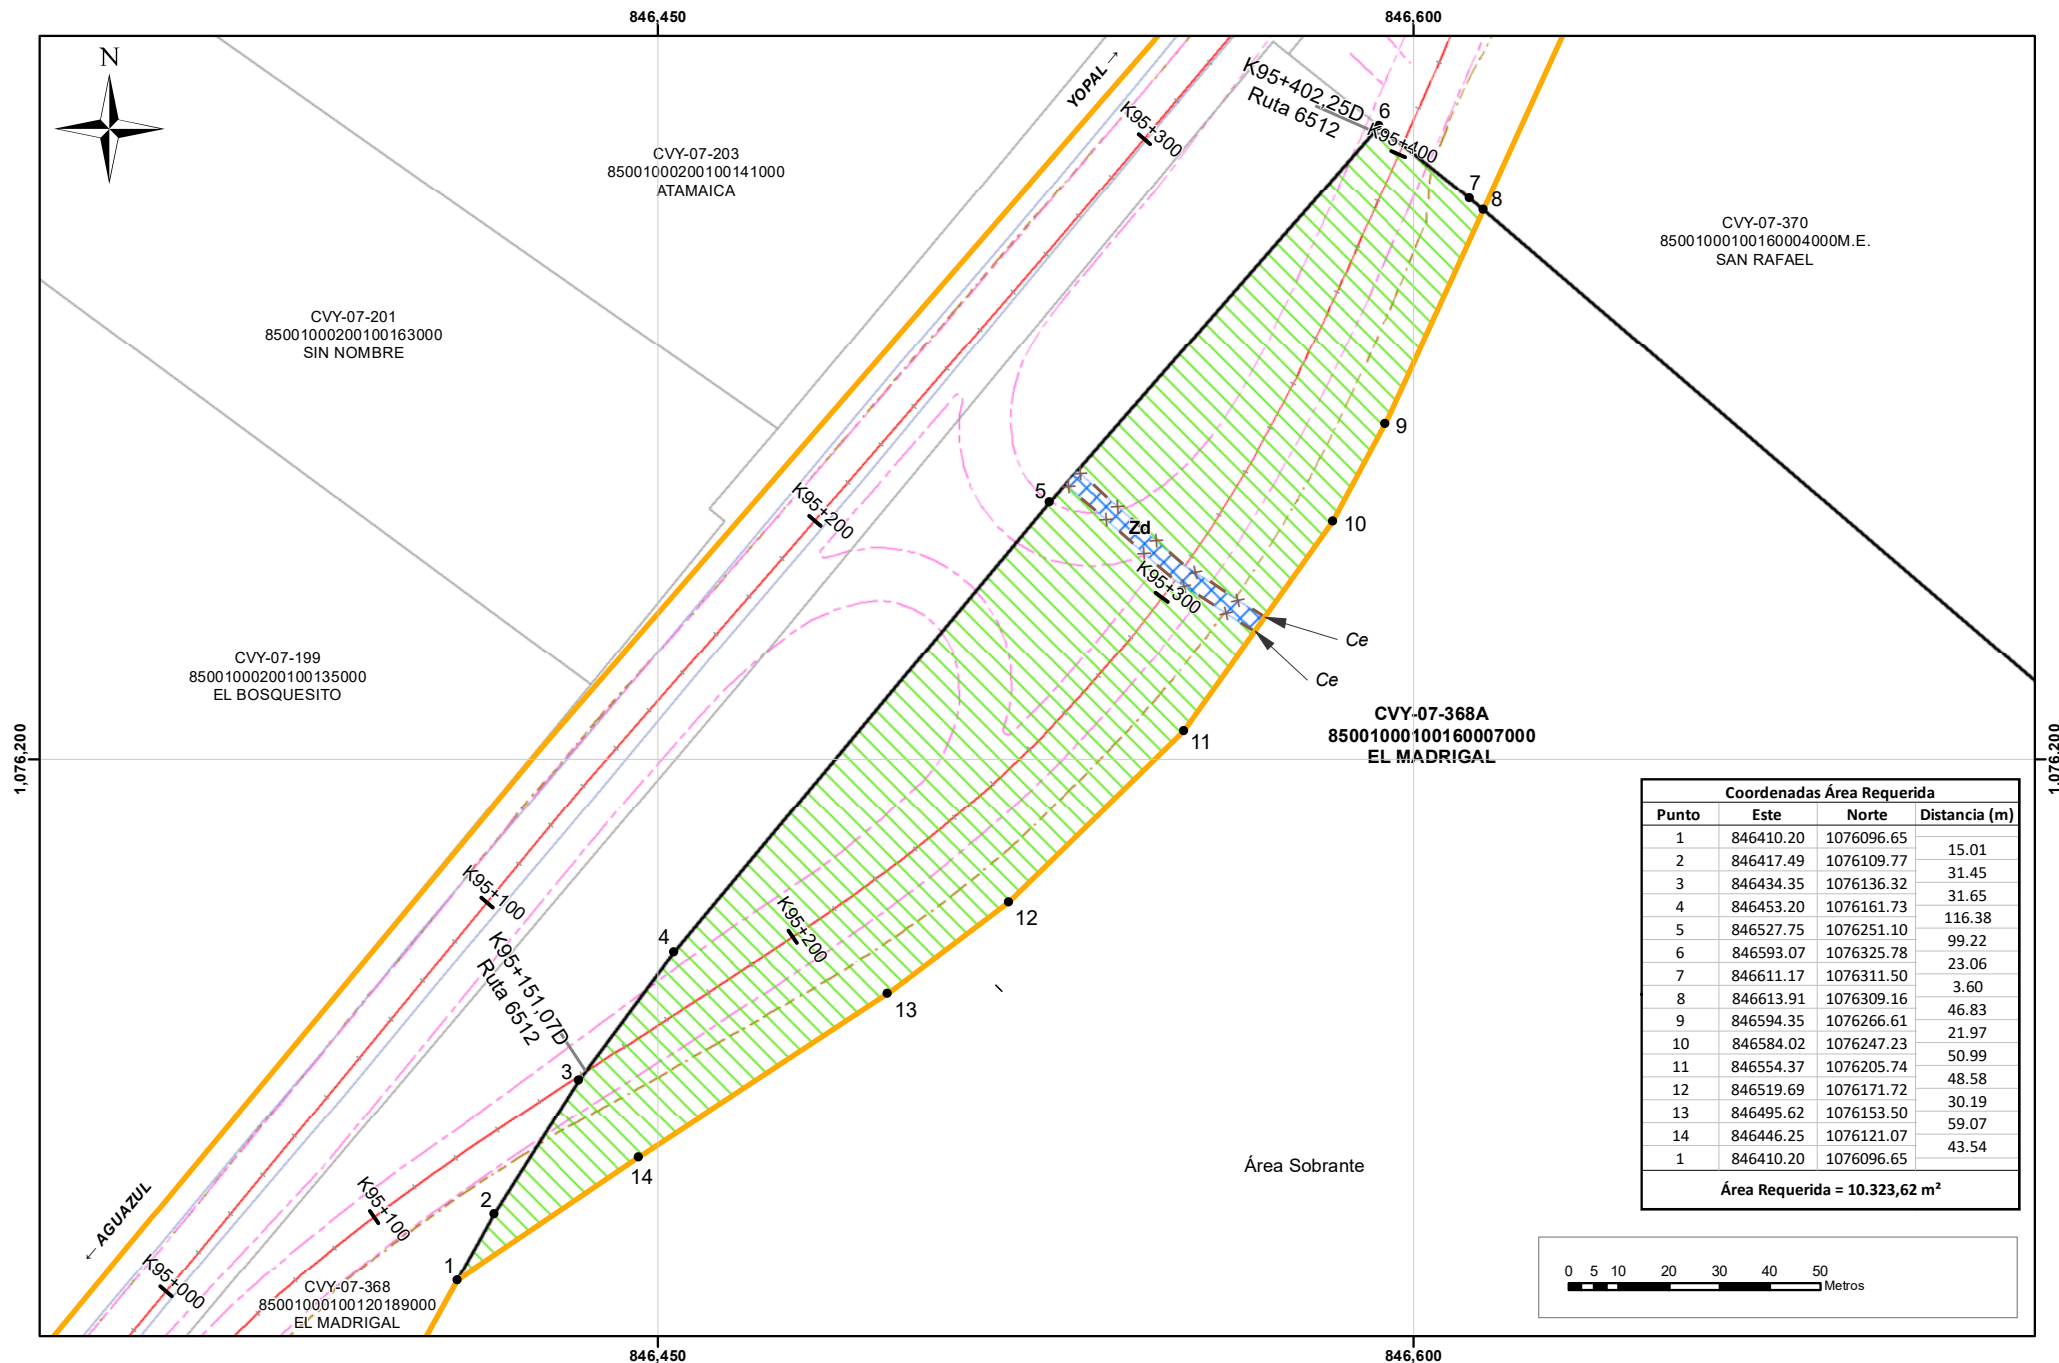 846,450
846,600
N
YOPAL →
K95+402,25D
Ruta 6512
6
K95+400
K95+300
7
8
CVY-07-203
85001000200100141000
ATAMAICA
CVY-07-370
85001000100160004000M.E.
SAN RAFAEL
CVY-07-201
85001000200100163000
SIN NOMBRE
9
5
K95+200
10
Zd
K95+300
Ce
Ce
CVY-07-199
85001000200100135000
EL BOSQUESITO
CVY-07-368A
85001000100160007000
EL MADRIGAL
11
1,076,200
1,076,200
Coordenadas Área Requerida
Punto Este Norte Distancia (m)
1 846410.20 1076096.65
15.01
2 846417.49 1076109.77
31.45
3 846434.35 1076136.32
31.65
4 846453.20 1076161.73
116.38
5 846527.75 1076251.10
99.22
6 846593.07 1076325.78
23.06
7 846611.17 1076311.50
3.60
8 846613.91 1076309.16
46.83
9 846594.35 1076266.61
21.97
10 846584.02 1076247.23
50.99
11 846554.37 1076205.74
48.58
12 846519.69 1076171.72
30.19
13 846495.62 1076153.50
59.07
14 846446.25 1076121.07
43.54
1 846410.20 1076096.65
Área Requerida = 10.323,62 m²
K95+100
12
K95+200
4
K95+151,07D
Ruta 6512
13
3
14
Área Sobrante
2
K95+100
← AGUAZUL
1
K95+000
CVY-07-368
85001000100120189000
EL MADRIGAL
0 5 10 20 30 40 50
Metros
846,450
846,600